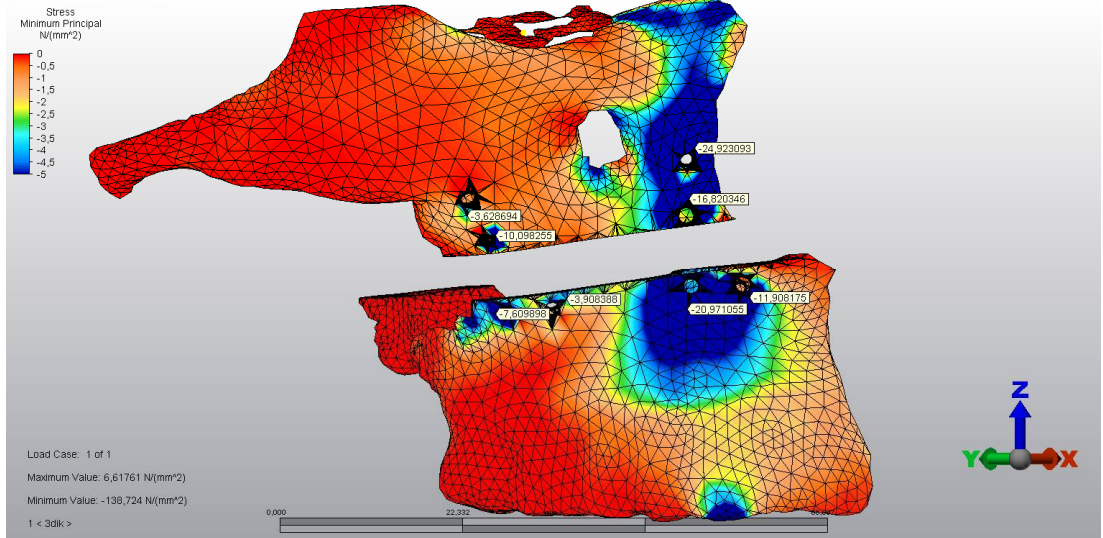 Stress
Minimum Principal
N/(mm^2)
0
-0,5
-1
-1,5
-2
-2,5
-3
-3,5
-4
-4,5
-5
-24,923093
-16,820346
-3,628694
-10,098255
-3,908388
-11,908175
-7,609898
-20,971055
Z
Y
X
Load Case: 1 of 1
Maximum Value: 6,61761 N/(mm^2)
Minimum Value: -138,724 N/(mm^2)
1 < 3dik >
0,000
22,332